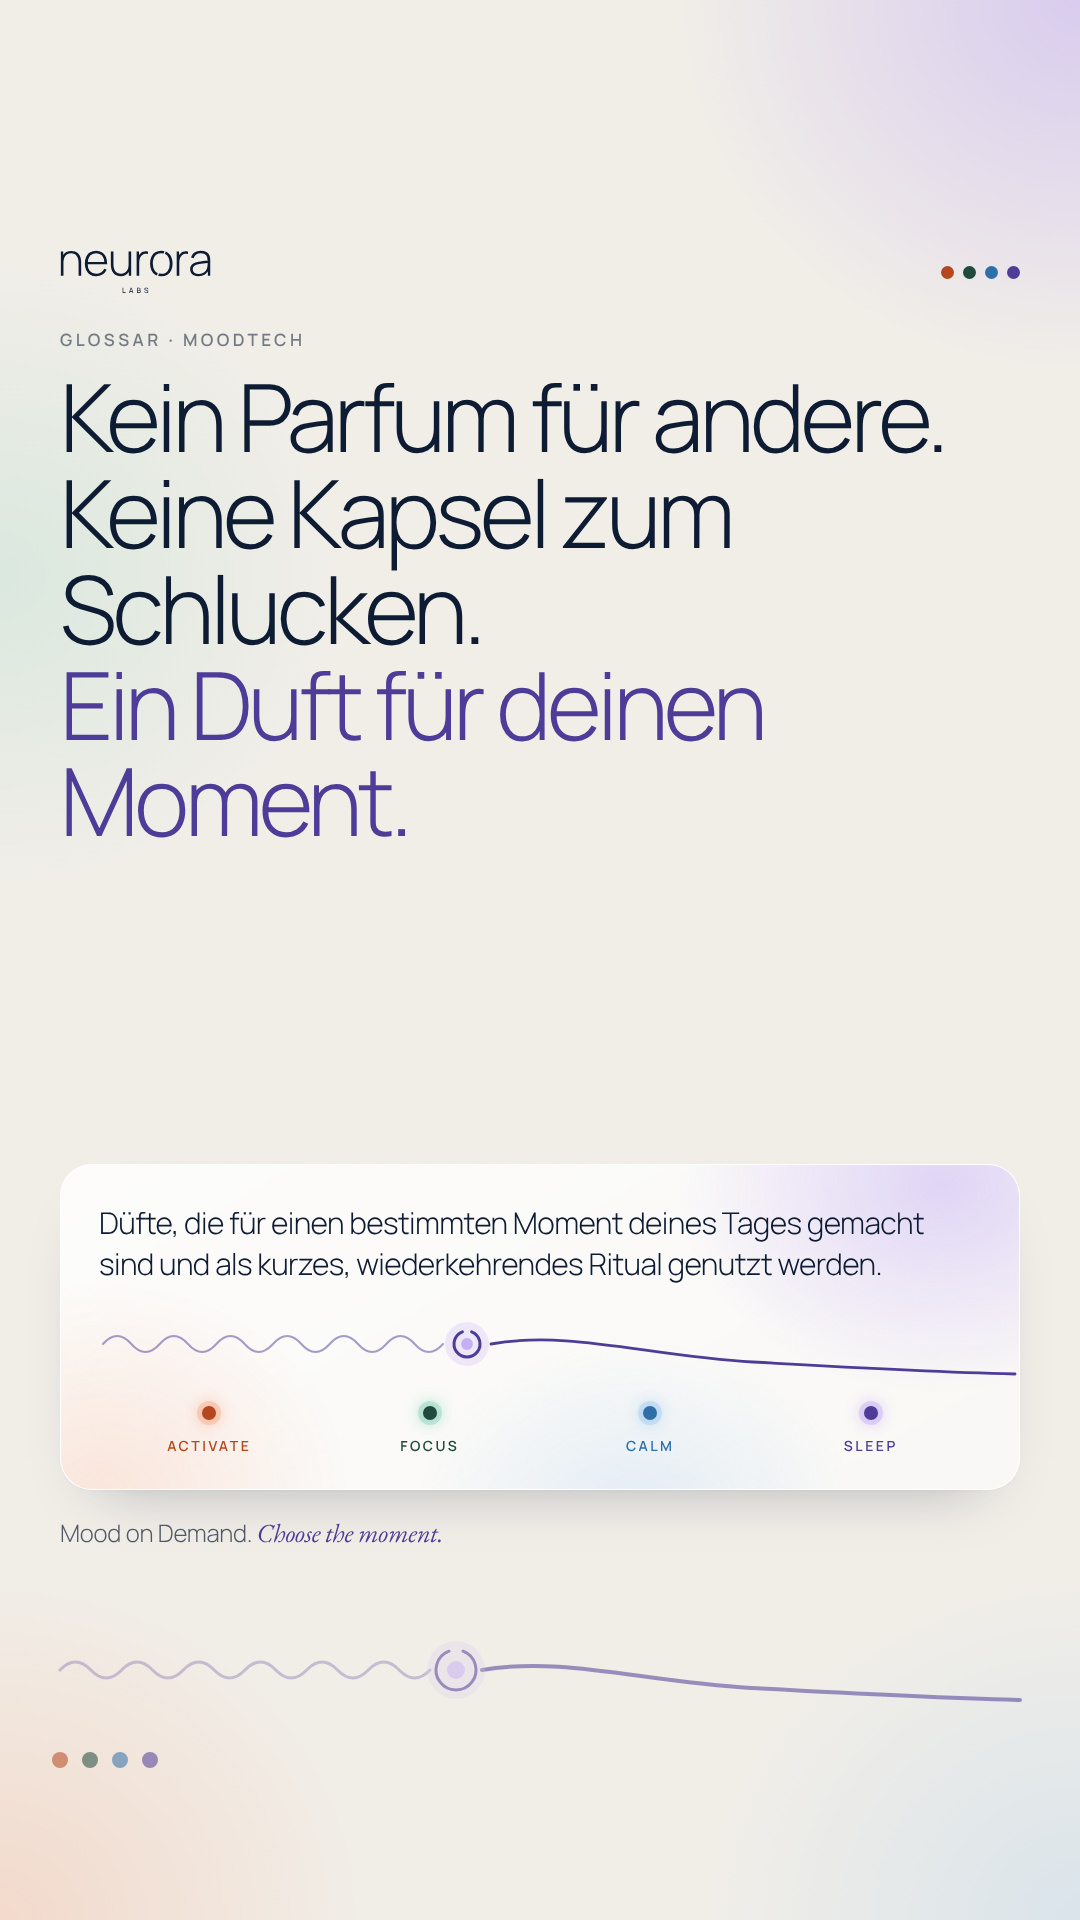 neurora
LABS
GLOSSAR · MOODTECH
Kein Parfum für andere.
Keine Kapsel zum
Schlucken.
Ein Duft für deinen
Moment.
Düfte, die für einen bestimmten Moment deines Tages gemacht
sind und als kurzes, wiederkehrendes Ritual genutzt werden.
ACTIVATE FOCUS CALM SLEEP
Mood on Demand. Choose the moment.